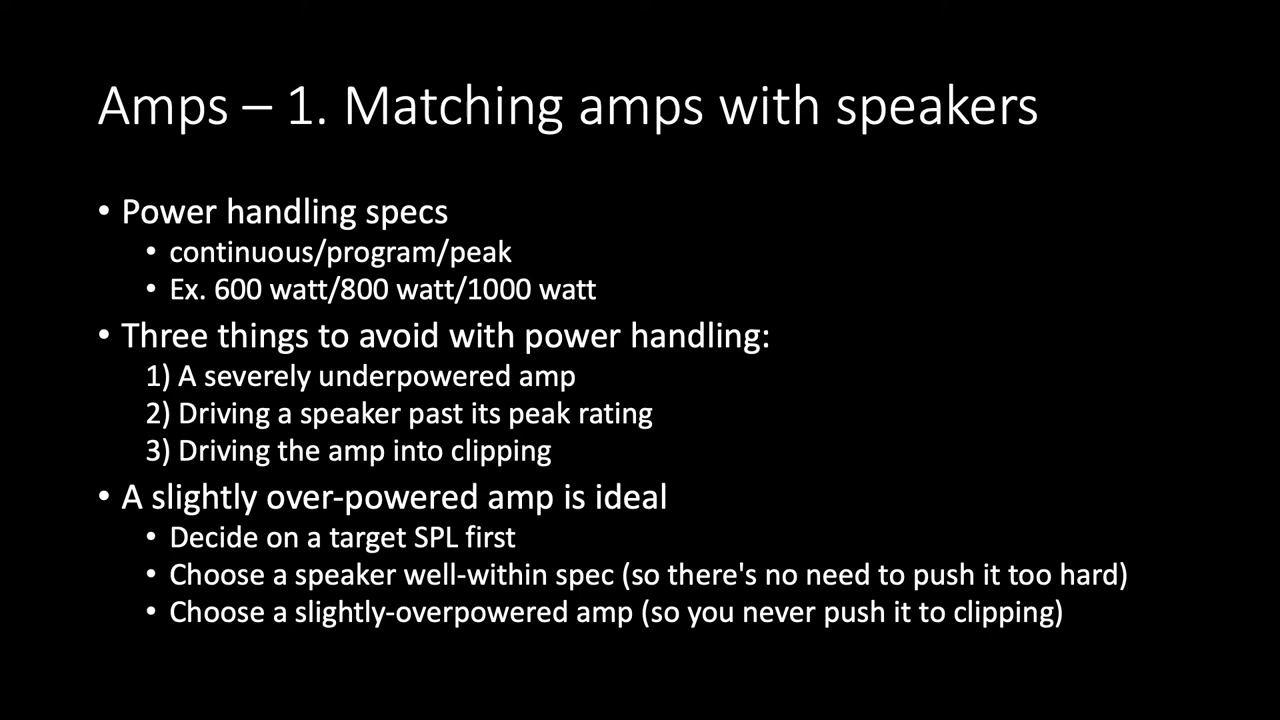 Amps – 1. Matching amps with speakers
• Power handling specs
• continuous/program/peak
• Ex. 600 watt/800 watt/1000 watt
• Three things to avoid with power handling:
1) A severely underpowered amp
2) Driving a speaker past its peak rating
3) Driving the amp into clipping
• A slightly over-powered amp is ideal
• Decide on a target SPL first
• Choose a speaker well-within spec (so there's no need to push it too hard)
• Choose a slightly-overpowered amp (so you never push it to clipping)